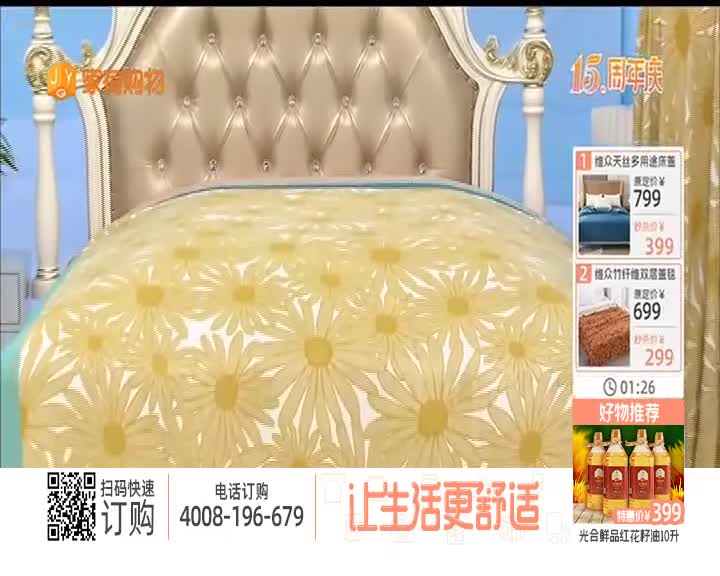 家有购物
15.周年庆
1 维众天丝多用途床盖
原定价¥
799
秒杀价¥
399
2 维众竹纤维双层盖毯
原定价¥
699
秒杀价¥
299
01:26
好物推荐
特惠价¥399
光合鲜品红花籽油10升
扫码快速
订购
电话订购
4008-196-679
让生活更舒适